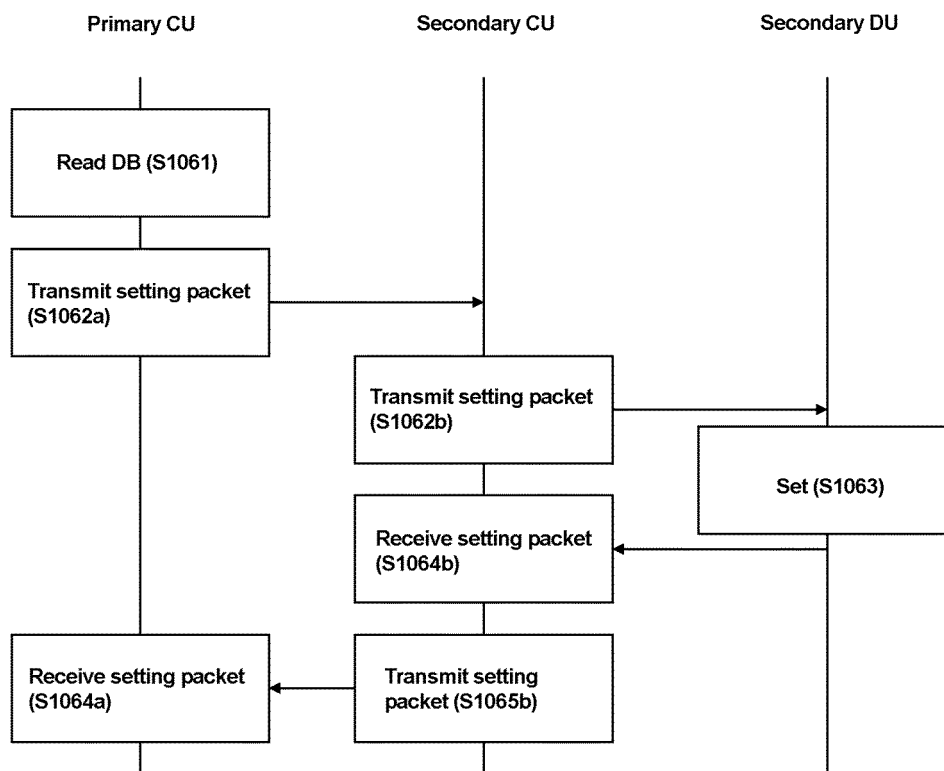 Primary CU
Secondary CU
Secondary DU
Read DB (S1061)
Transmit setting packet
(S1062a)
Transmit setting packet
(S1062b)
Set (S1063)
Receive setting packet
(S1064b)
Receive setting packet
(S1064a)
Transmit setting
packet (S1065b)